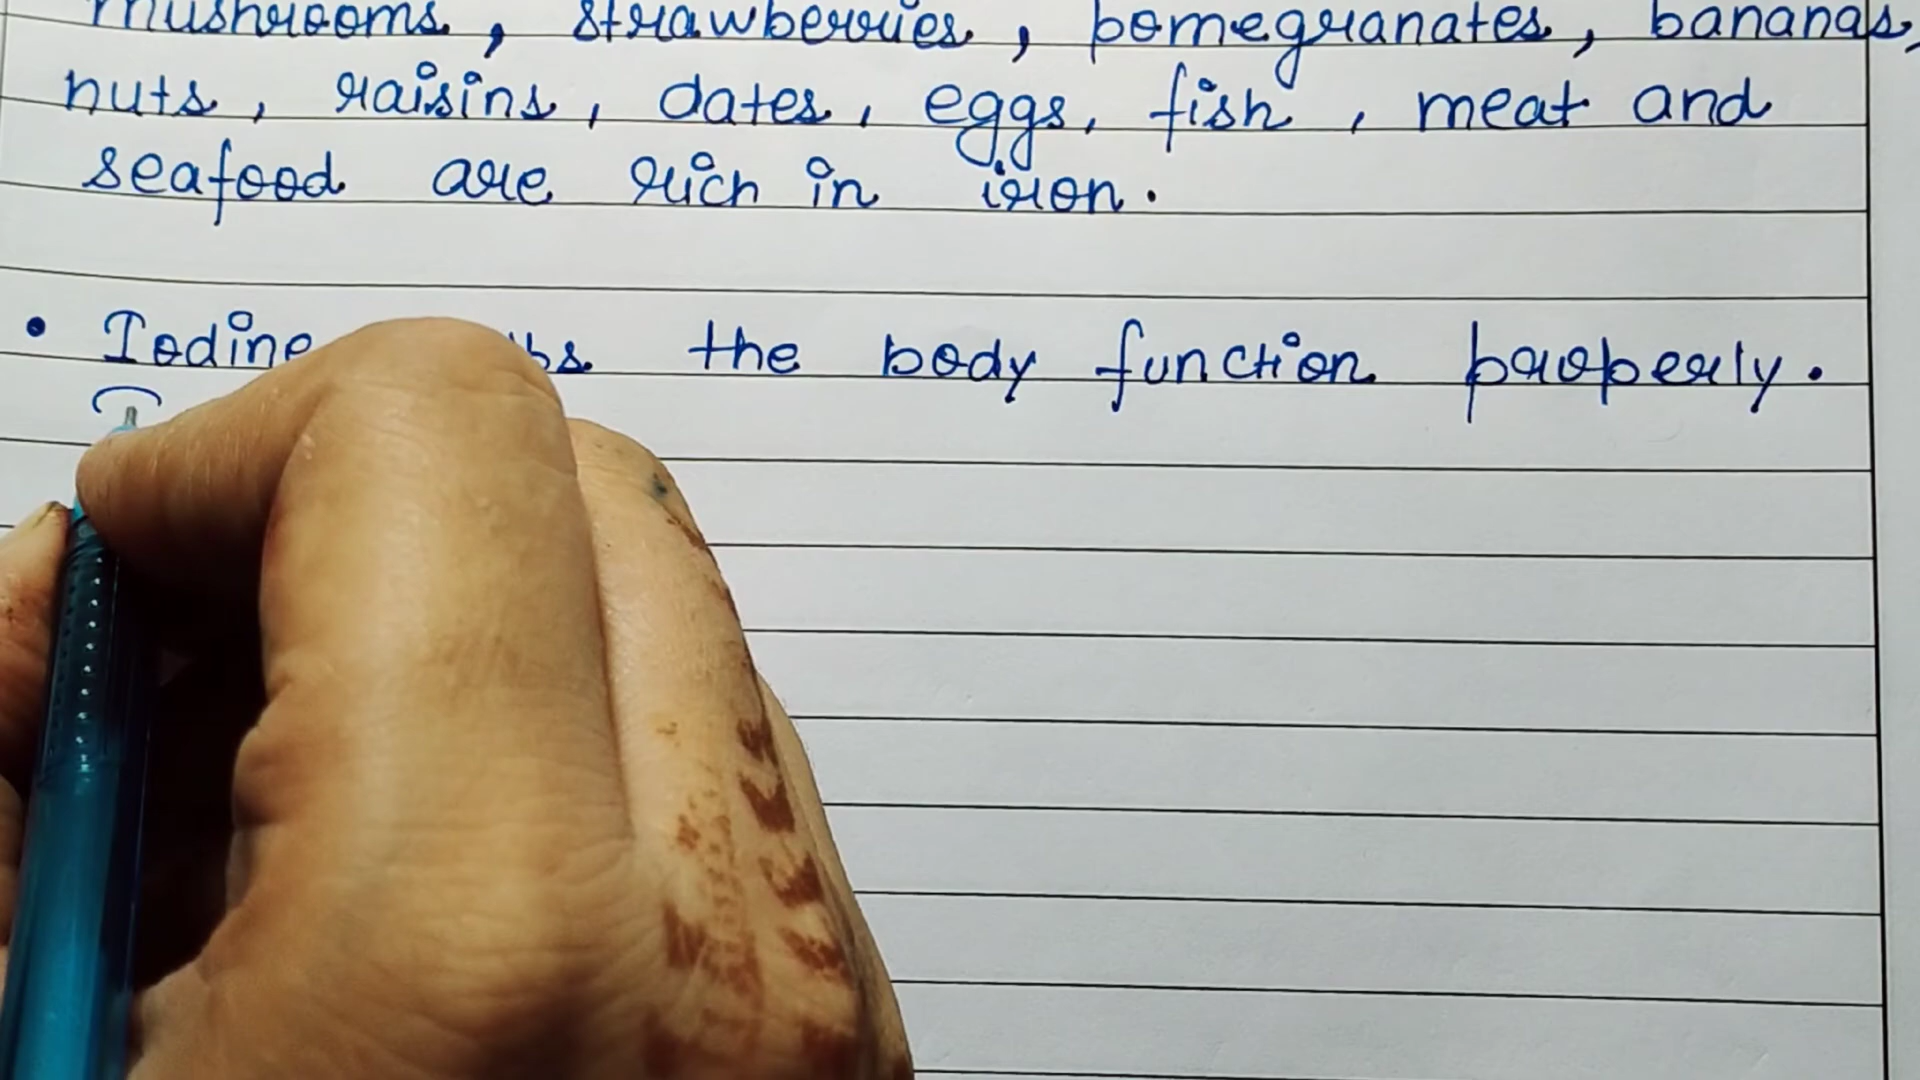 mushrooms, strawberries, pomegranates, bananas,
nuts, raisins, dates, eggs, fish, meat and
seafood are rich in iron.
• Iodine the body function properly.